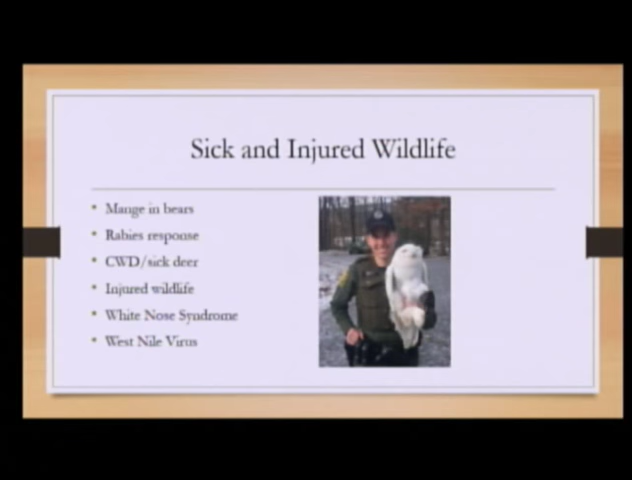 Sick and Injured Wildlife
Mange in bears
Rabies response
CWD/sick deer
Injured wildlife
White Nose Syndrome
West Nile Virus